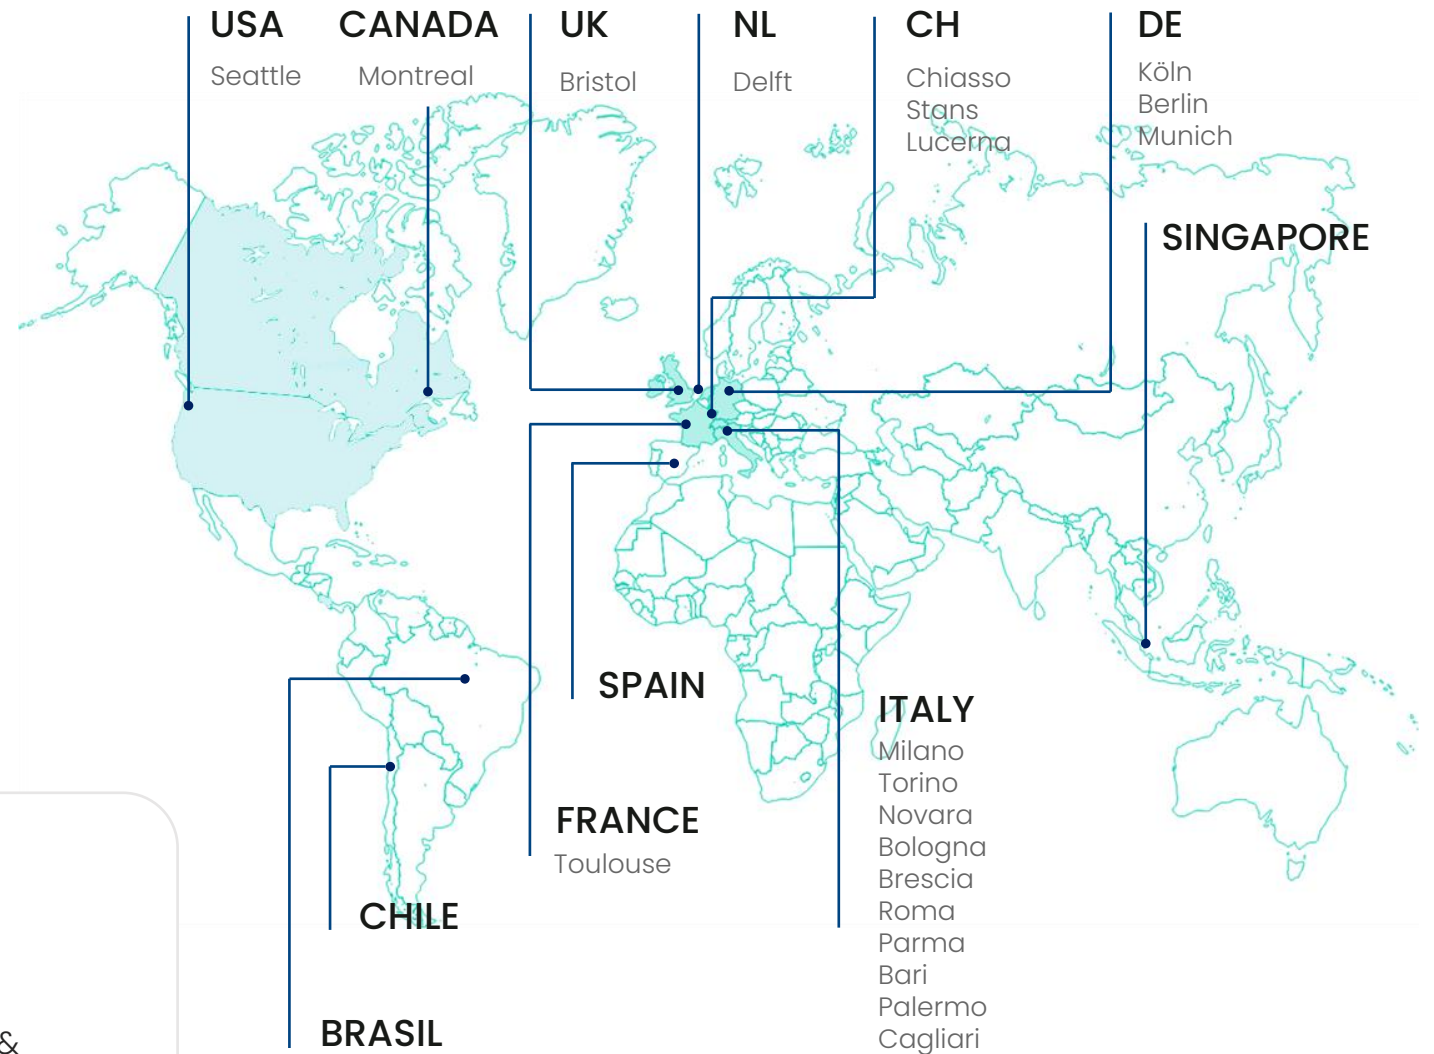 USA
Seattle
CANADA
Montreal
UK
Bristol
NL
Delft
CH
Chiasso
Stans
Lucerna
DE
Köln
Berlin
Munich
SINGAPORE
SPAIN
ITALY
Milano
Torino
Novara
Bologna
Brescia
Roma
Parma
Bari
Palermo
Cagliari
FRANCE
Toulouse
CHILE
BRASIL
&